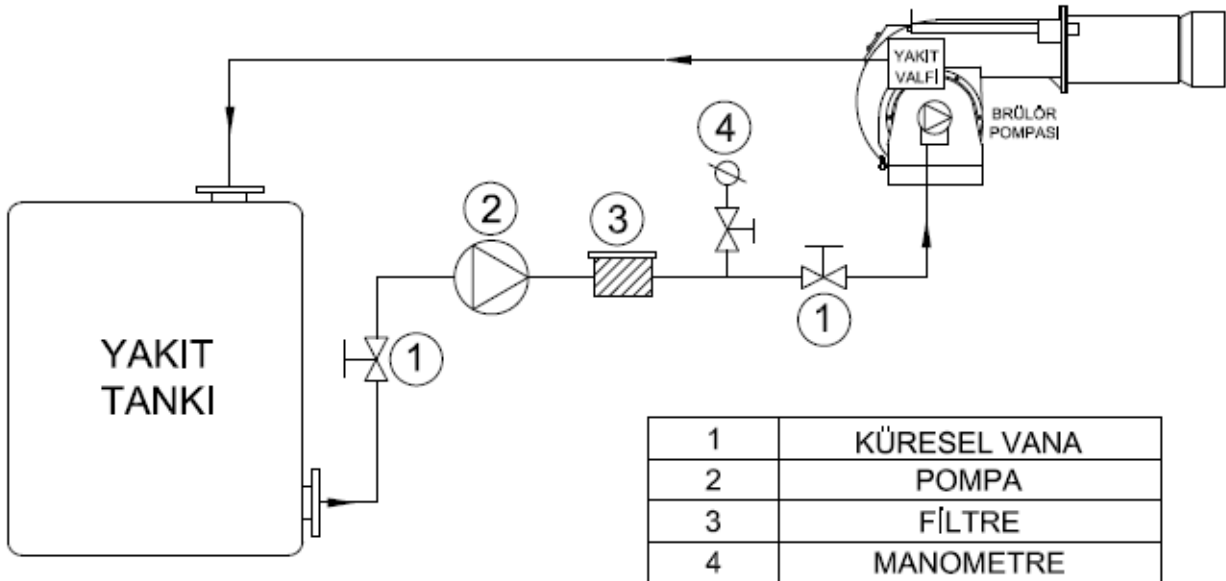 YAKIT
VALFİ
BRÜLÖR
POMPASI
4
2
3
1
1
YAKIT
TANKI
1 KÜRESEL VANA
2 POMPA
3 FİLTRE
4 MANOMETRE